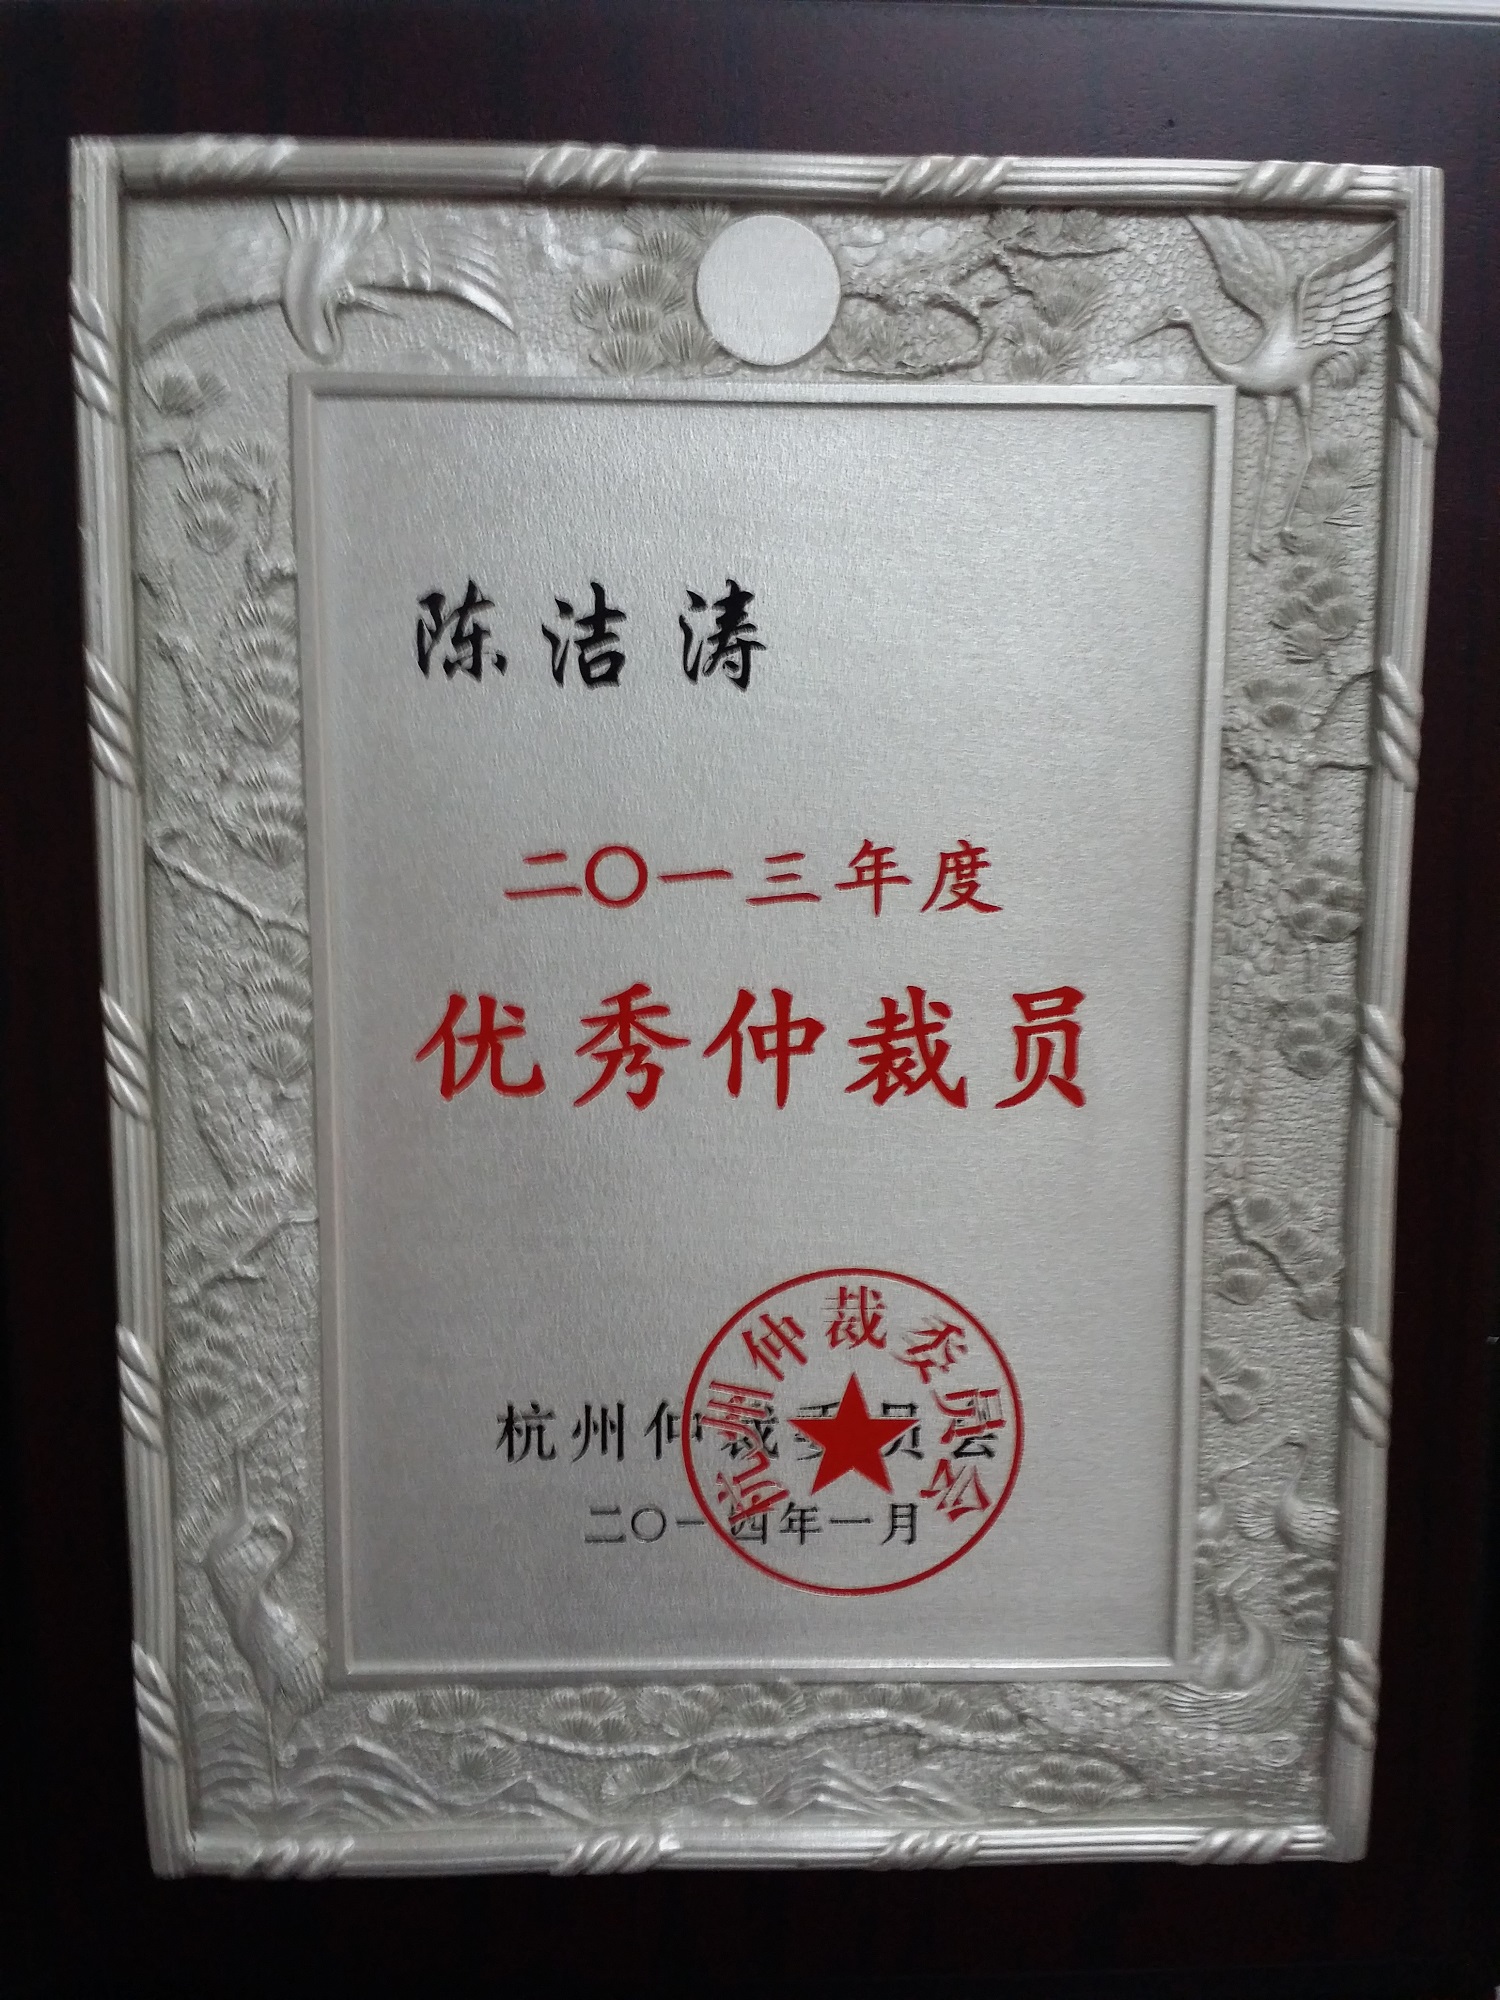 陈洁涛
二〇一三年度
优秀仲裁员
杭州仲裁委员会
二〇一四年一月
杭州仲裁委员会